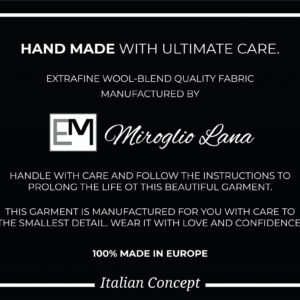 HAND MADE WITH ULTIMATE CARE.
EXTRAFINE WOOL-BLEND QUALITY FABRIC
MANUFACTURED BY
EM Miroglio Lana
HANDLE WITH CARE AND FOLLOW THE INSTRUCTIONS TO
PROLONG THE LIFE OT THIS BEAUTIFUL GARMENT.
THIS GARMENT IS MANUFACTURED FOR YOU WITH CARE TO
THE SMALLEST DETAIL. WEAR IT WITH LOVE AND CONFIDENCE
100% MADE IN EUROPE
Italian Concept